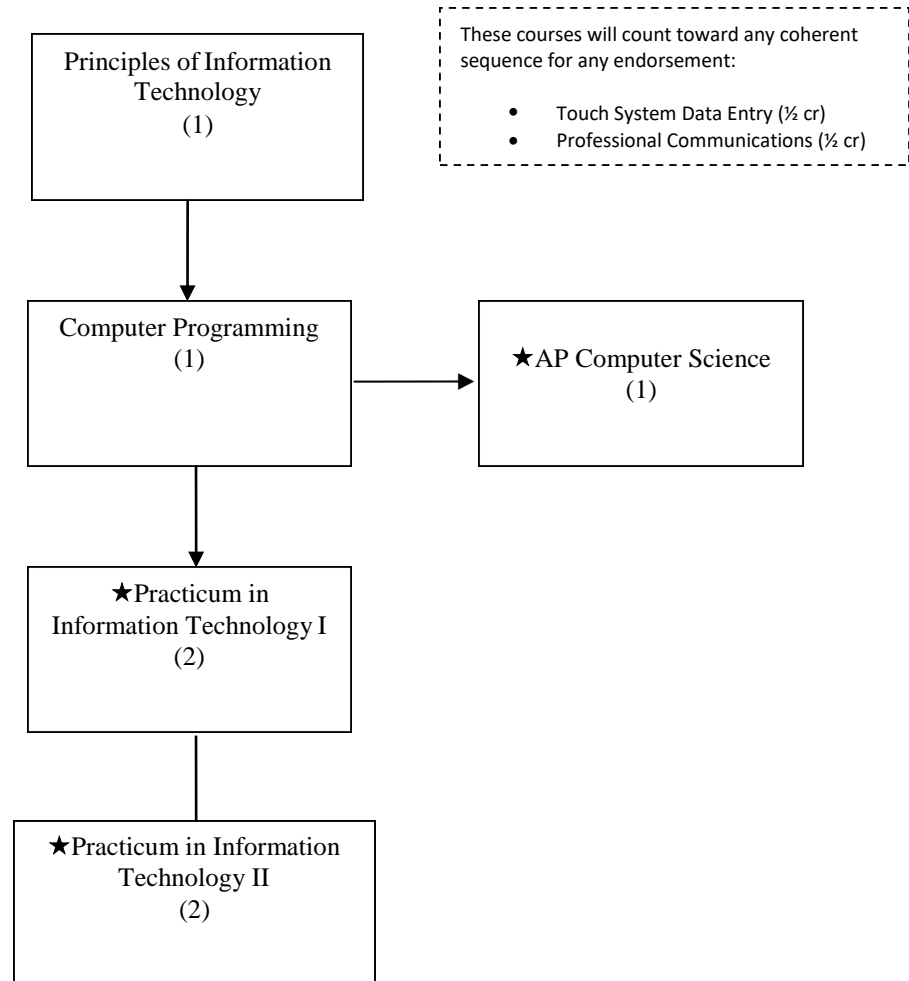 Principles of Information
Technology
(1)
These courses will count toward any coherent
sequence for any endorsement:
• Touch System Data Entry (½ cr)
• Professional Communications (½ cr)
Computer Programming
(1)
★AP Computer Science
(1)
★Practicum in
Information Technology I
(2)
★Practicum in Information
Technology II
(2)